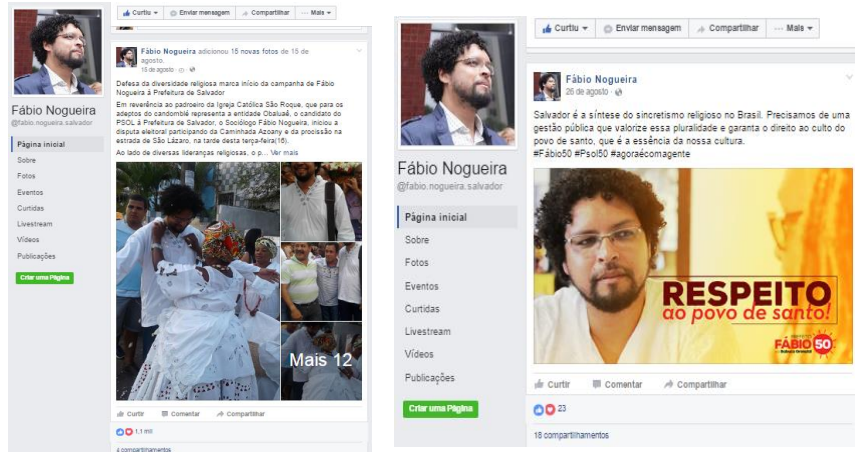 Curtiu
Enviar mensagem
Compartilhar
Mais
Fábio Nogueira
@fabio.nogueira.salvador
Página inicial
Sobre
Fotos
Eventos
Curtidas
Livestream
Vídeos
Publicações
Criar uma Página
Fábio Nogueira adicionou 15 novas fotos de 15 de
agosto.
15 de agosto
Defesa da diversidade religiosa marca início da campanha de Fábio
Nogueira à Prefeitura de Salvador
Em reverência ao padroeiro da Igreja Católica São Roque, que para os
adeptos do candomblé representa a entidade Obaluaê, o candidato do
PSOL à Prefeitura de Salvador, o Sociólogo Fábio Nogueira, iniciou a
disputa eleitoral participando da Caminhada Azoany e da procissão na
estrada de São Lázaro, na tarde desta terça-feira(16).
Ao lado de diversas lideranças religiosas, o p... Ver mais
Mais 12
Curtir
Comentar
Compartilhar
1,1 mil
4 compartilhamentos
Curtiu
Enviar mensagem
Compartilhar
Mais
Fábio Nogueira
@fabio.nogueira.salvador
Página inicial
Sobre
Fotos
Eventos
Curtidas
Livestream
Vídeos
Publicações
Criar uma Página
Fábio Nogueira
26 de agosto
Salvador é a síntese do sincretismo religioso no Brasil. Precisamos de uma
gestão pública que valorize essa pluralidade e garanta o direito ao culto do
povo de santo, que é a essência da nossa cultura.
#Fábio50 #Psol50 #agoraécomagente
RESPEITO
ao povo de santo!
FÁBIO 50
Curtir
Comentar
Compartilhar
23
18 compartilhamentos